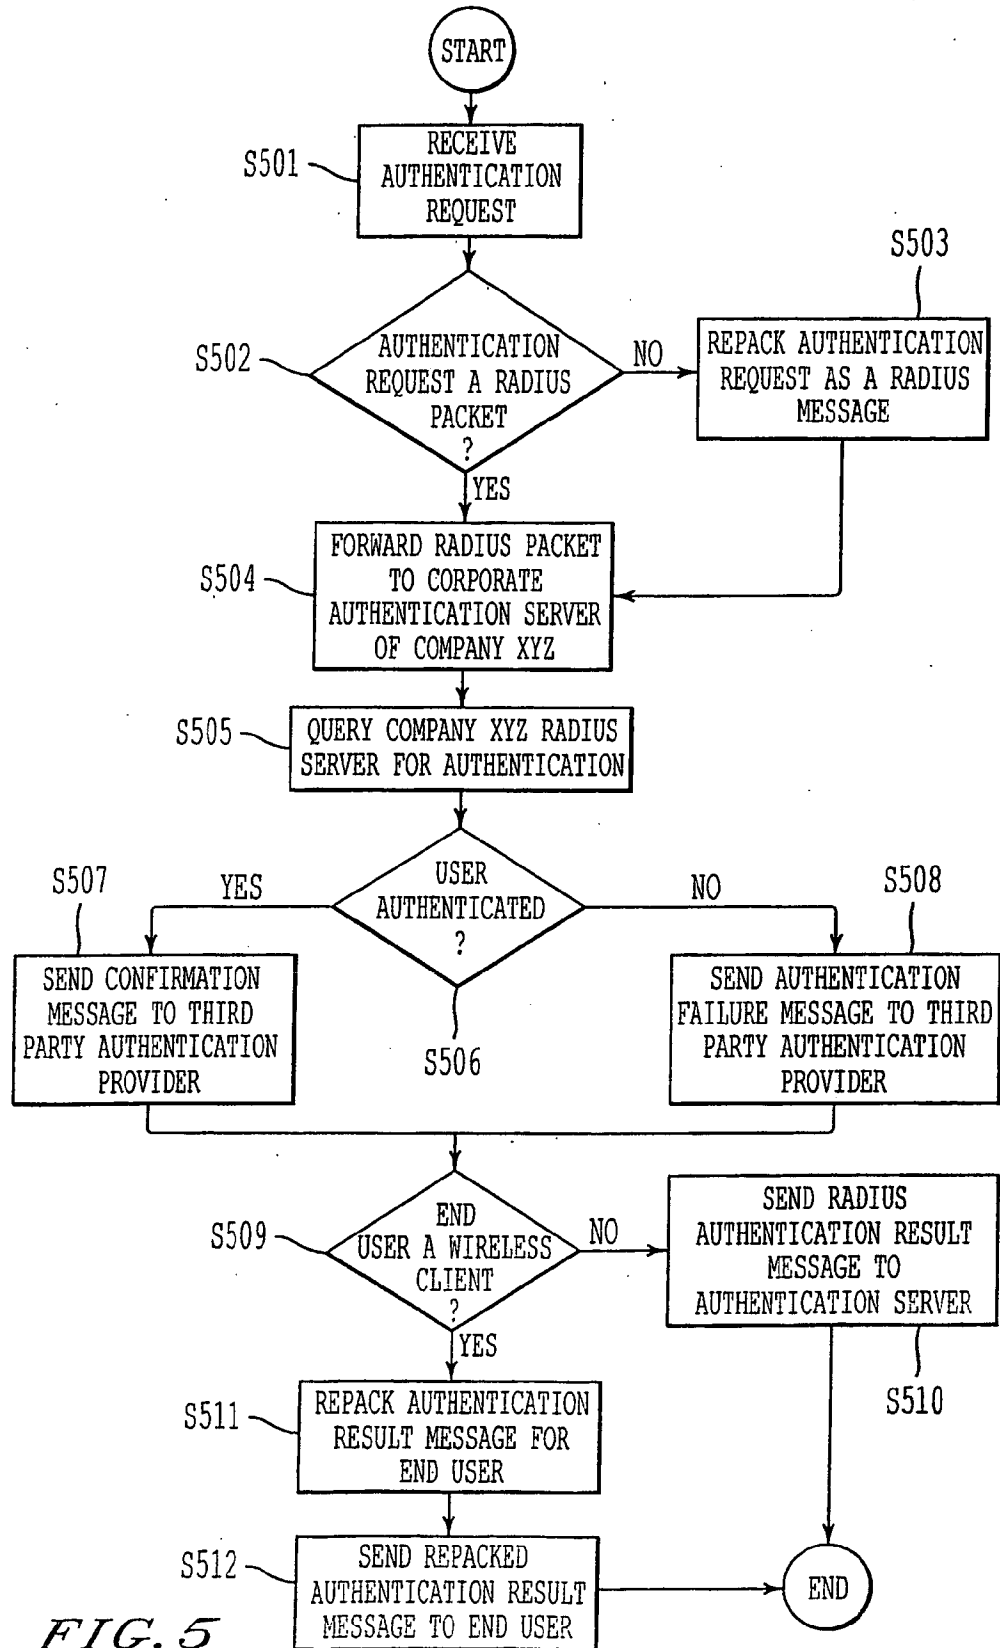 START
S501
RECEIVE
AUTHENTICATION
REQUEST
S502
AUTHENTICATION
REQUEST A RADIUS
PACKET
?
NO
S503
REPACK AUTHENTICATION
REQUEST AS A RADIUS
MESSAGE
YES
S504
FORWARD RADIUS PACKET
TO CORPORATE
AUTHENTICATION SERVER
OF COMPANY XYZ
S505
QUERY COMPANY XYZ RADIUS
SERVER FOR AUTHENTICATION
USER
AUTHENTICATED
?
S506
YES
NO
S507
SEND CONFIRMATION
MESSAGE TO THIRD
PARTY AUTHENTICATION
PROVIDER
S508
SEND AUTHENTICATION
FAILURE MESSAGE TO THIRD
PARTY AUTHENTICATION
PROVIDER
S509
END
USER A WIRELESS
CLIENT
?
NO
SEND RADIUS
AUTHENTICATION RESULT
MESSAGE TO
AUTHENTICATION SERVER
S510
YES
S511
REPACK AUTHENTICATION
RESULT MESSAGE FOR
END USER
S512
SEND REPACKED
AUTHENTICATION RESULT
MESSAGE TO END USER
END
FIG. 5